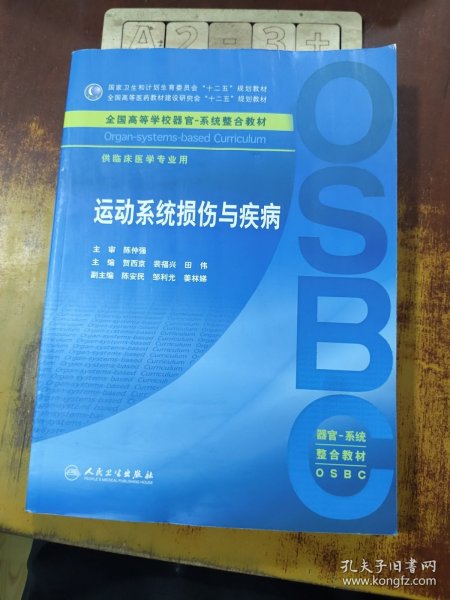 A 2 - 3 +
国家卫生和计划生育委员会“十二五”规划教材
全国高等医药教材建设研究会“十二五”规划教材
全国高等学校器官-系统整合教材
Organ-systems-based Curriculum
供临床医学专业用
运动系统损伤与疾病
主 审 陈仲强
主 编 贺西京 裴福兴 田 伟
副主编 陈安民 邹利光 姜林娣
OSBC
器官-系统
整合教材
OSBC
人民卫生出版社
PEOPLE'S MEDICAL PUBLISHING HOUSE
孔夫子旧书网
www.kongfz.com